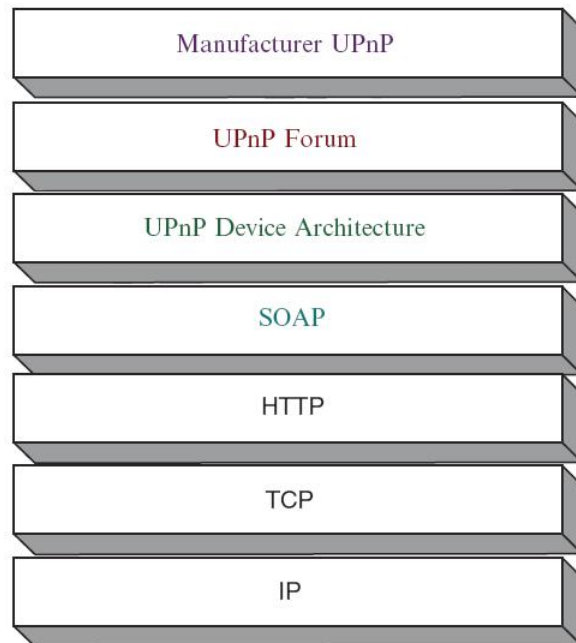 Manufacturer UPnP
UPnP Forum
UPnP Device Architecture
SOAP
HTTP
TCP
IP